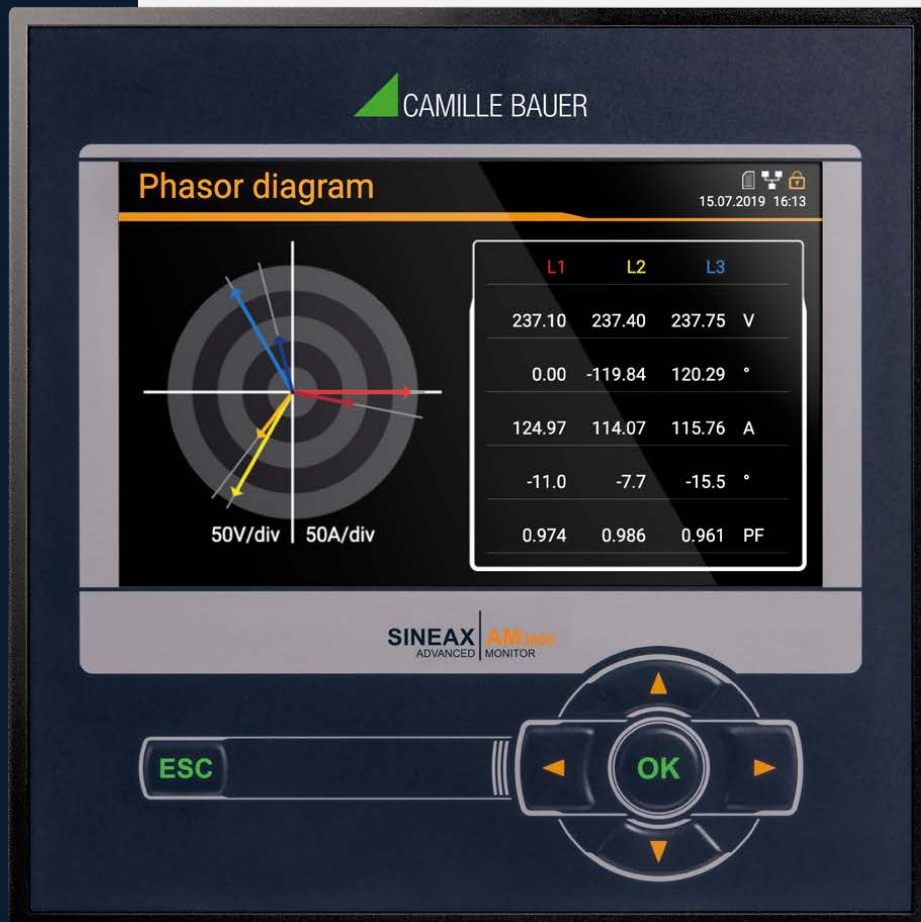 CAMILLE BAUER
Phasor diagram
15.07.2019 16:13
L1 L2 L3
237.10 237.40 237.75 V
0.00 -119.84 120.29 °
124.97 114.07 115.76 A
-11.0 -7.7 -15.5 °
0.974 0.986 0.961 PF
50V/div 50A/div
SINEAX AM3000
ADVANCED MONITOR
ESC
OK